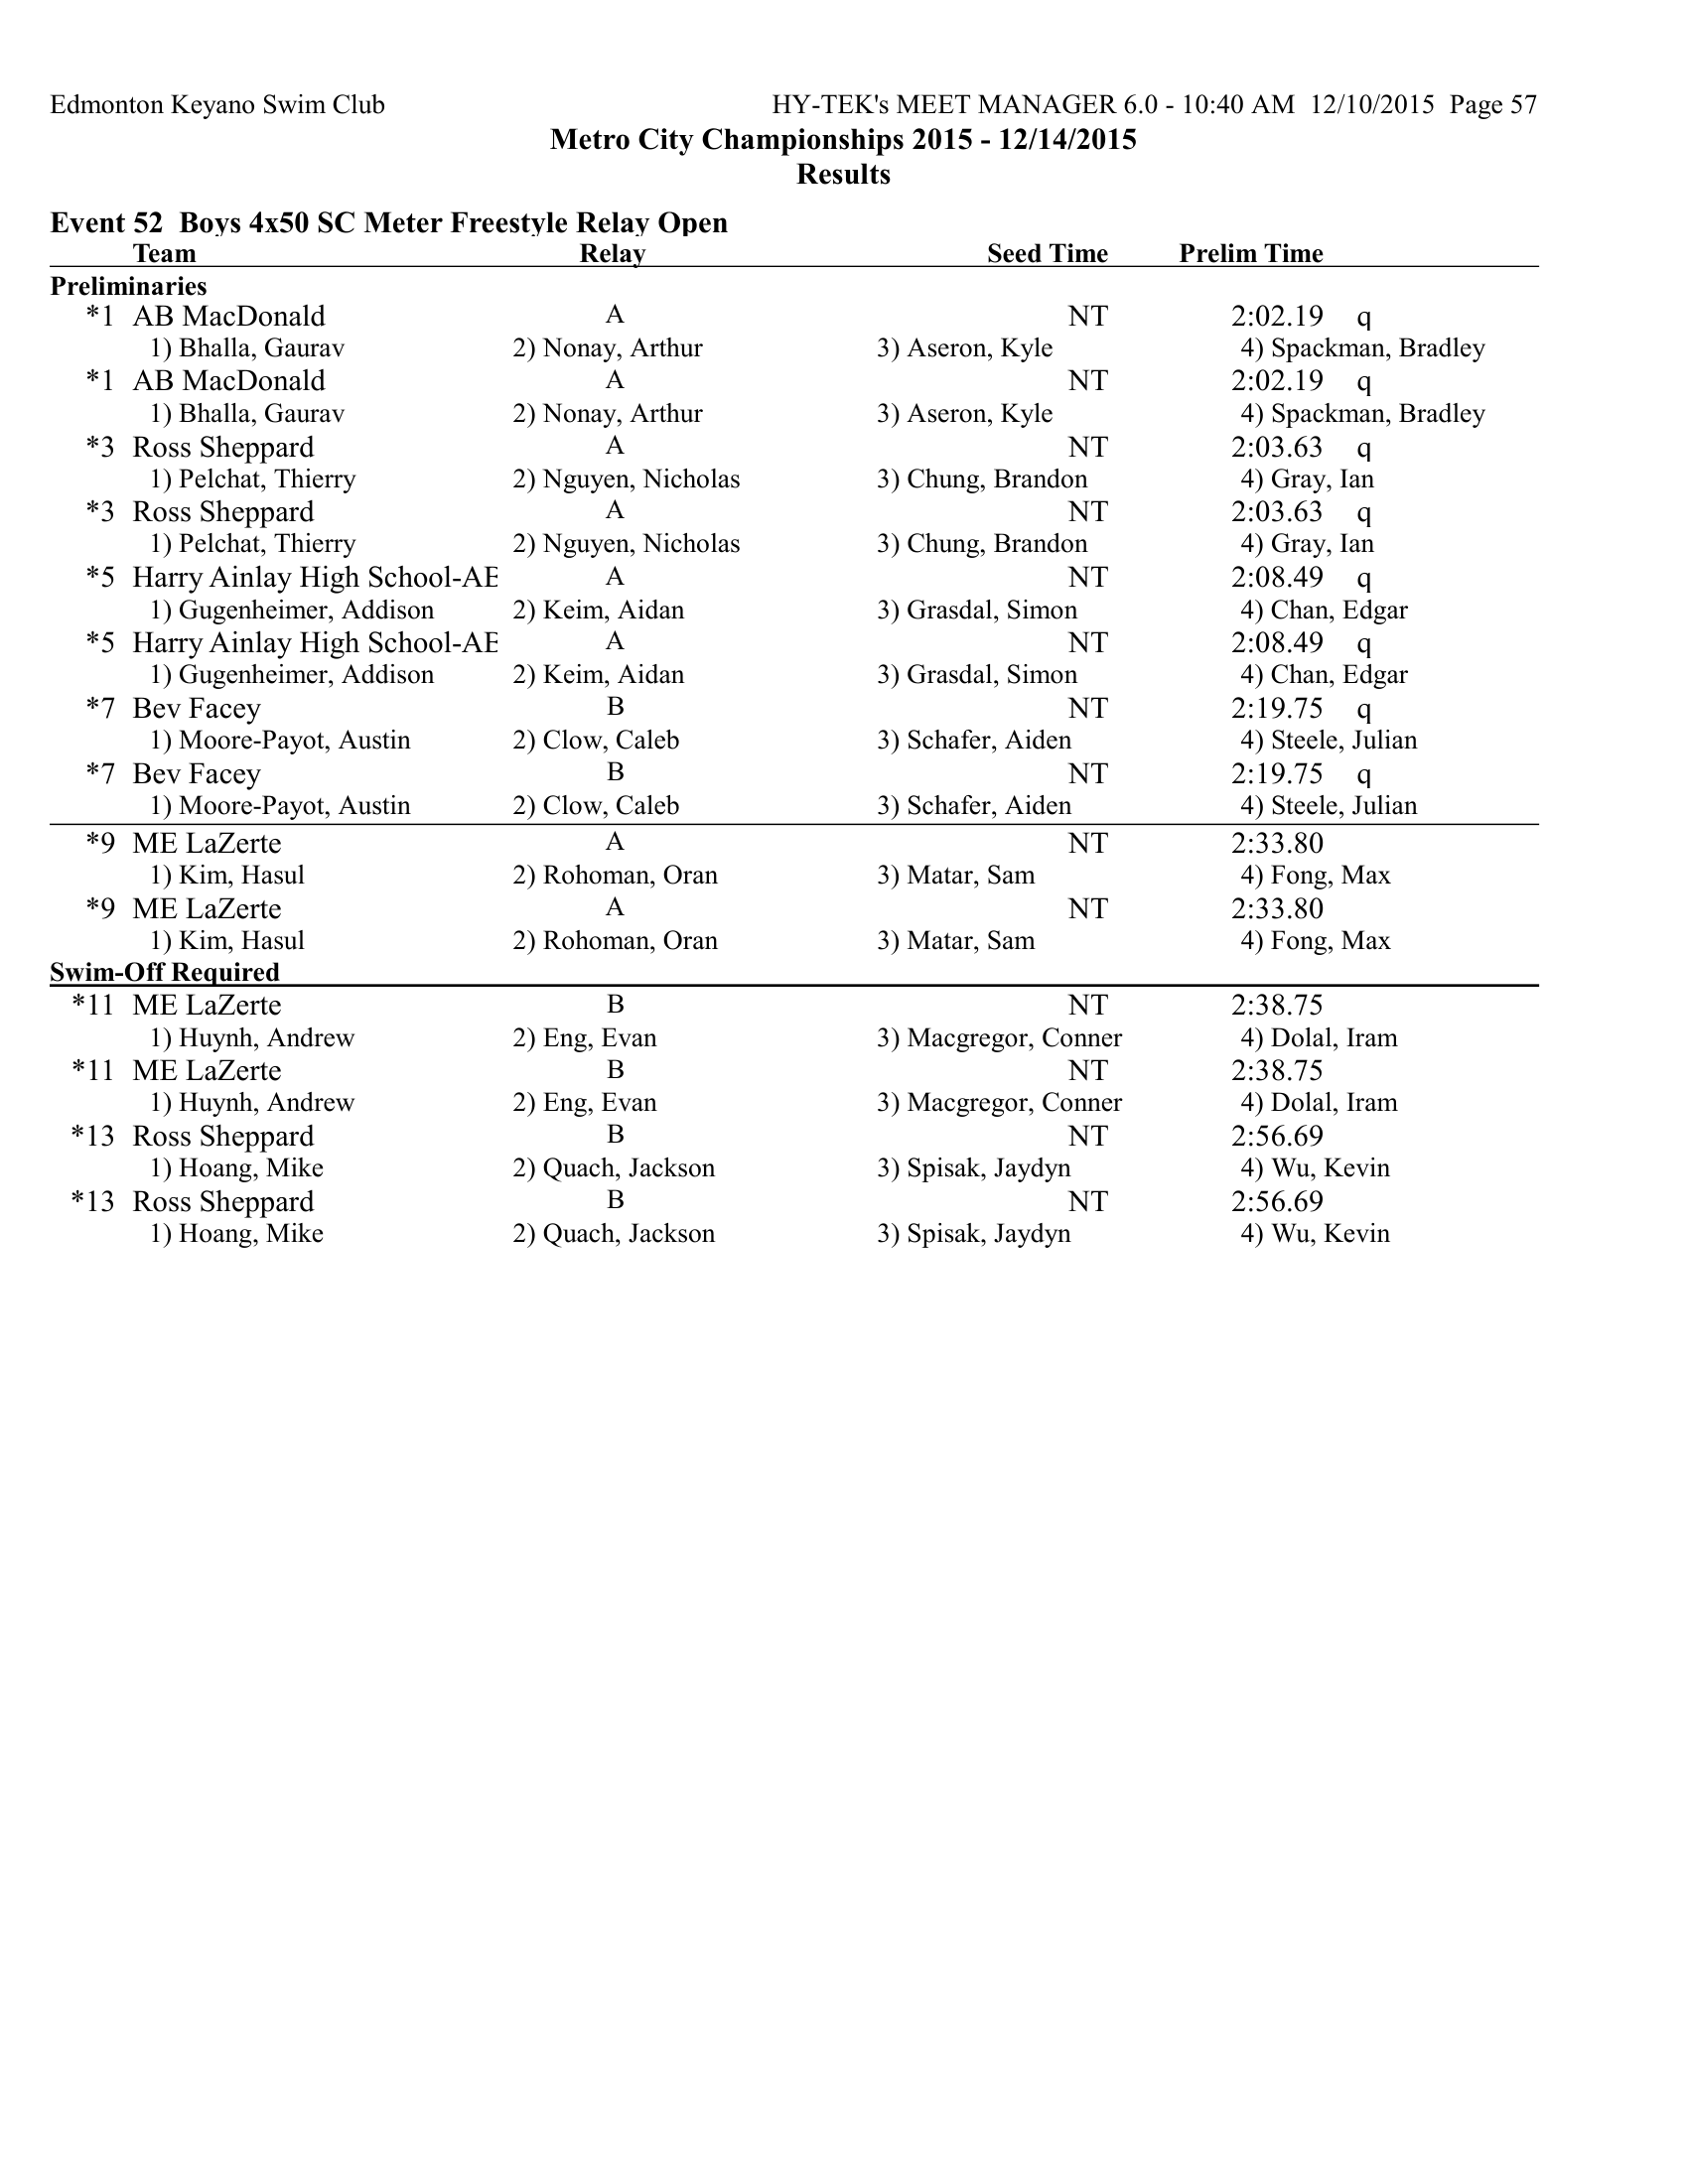 Edmonton Keyano Swim Club HY-TEK's MEET MANAGER 6.0 - 10:40 AM 12/10/2015 Page 57
Metro City Championships 2015 - 12/14/2015
Results
Event 52 Boys 4x50 SC Meter Freestyle Relay Open
Team Relay Seed Time Prelim Time
Preliminaries
*1 AB MacDonald A NT 2:02.19 q
1) Bhalla, Gaurav 2) Nonay, Arthur 3) Aseron, Kyle 4) Spackman, Bradley
*1 AB MacDonald A NT 2:02.19 q
1) Bhalla, Gaurav 2) Nonay, Arthur 3) Aseron, Kyle 4) Spackman, Bradley
*3 Ross Sheppard A NT 2:03.63 q
1) Pelchat, Thierry 2) Nguyen, Nicholas 3) Chung, Brandon 4) Gray, Ian
*3 Ross Sheppard A NT 2:03.63 q
1) Pelchat, Thierry 2) Nguyen, Nicholas 3) Chung, Brandon 4) Gray, Ian
*5 Harry Ainlay High School-AB A NT 2:08.49 q
1) Gugenheimer, Addison 2) Keim, Aidan 3) Grasdal, Simon 4) Chan, Edgar
*5 Harry Ainlay High School-AB A NT 2:08.49 q
1) Gugenheimer, Addison 2) Keim, Aidan 3) Grasdal, Simon 4) Chan, Edgar
*7 Bev Facey B NT 2:19.75 q
1) Moore-Payot, Austin 2) Clow, Caleb 3) Schafer, Aiden 4) Steele, Julian
*7 Bev Facey B NT 2:19.75 q
1) Moore-Payot, Austin 2) Clow, Caleb 3) Schafer, Aiden 4) Steele, Julian
*9 ME LaZerte A NT 2:33.80
1) Kim, Hasul 2) Rohoman, Oran 3) Matar, Sam 4) Fong, Max
*9 ME LaZerte A NT 2:33.80
1) Kim, Hasul 2) Rohoman, Oran 3) Matar, Sam 4) Fong, Max
Swim-Off Required
*11 ME LaZerte B NT 2:38.75
1) Huynh, Andrew 2) Eng, Evan 3) Macgregor, Conner 4) Dolal, Iram
*11 ME LaZerte B NT 2:38.75
1) Huynh, Andrew 2) Eng, Evan 3) Macgregor, Conner 4) Dolal, Iram
*13 Ross Sheppard B NT 2:56.69
1) Hoang, Mike 2) Quach, Jackson 3) Spisak, Jaydyn 4) Wu, Kevin
*13 Ross Sheppard B NT 2:56.69
1) Hoang, Mike 2) Quach, Jackson 3) Spisak, Jaydyn 4) Wu, Kevin